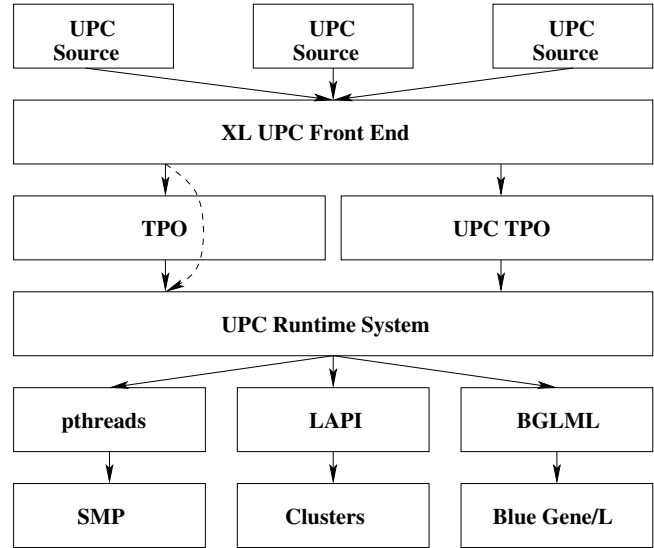 UPC
Source
UPC
Source
UPC
Source
XL UPC Front End
TPO
UPC TPO
UPC Runtime System
pthreads
LAPI
BGLML
SMP
Clusters
Blue Gene/L